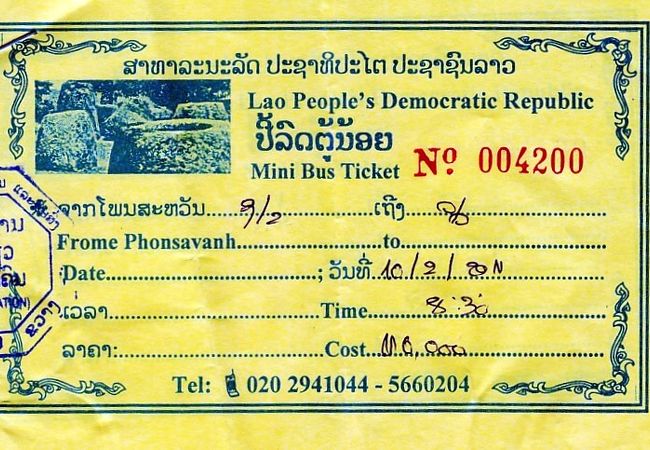 ສາທາລະນະລັດ ປະຊາທິປະໄຕ ປະຊາຊົນລາວ
Lao People's Democratic Republic
ປີ້ລົດຕູ້ນ້ອຍ
Mini Bus Ticket Nº 004200
ຈາກໂພນສະຫວັນ..........ເຖີງ..........
Frome Phonsavanh..........to..........
Date..........; ວັນທີ່ 10/2/
ເວລາ..........Time 8:30
ລາຄາ:..........Cost
Tel: 020 2941044 - 5660204